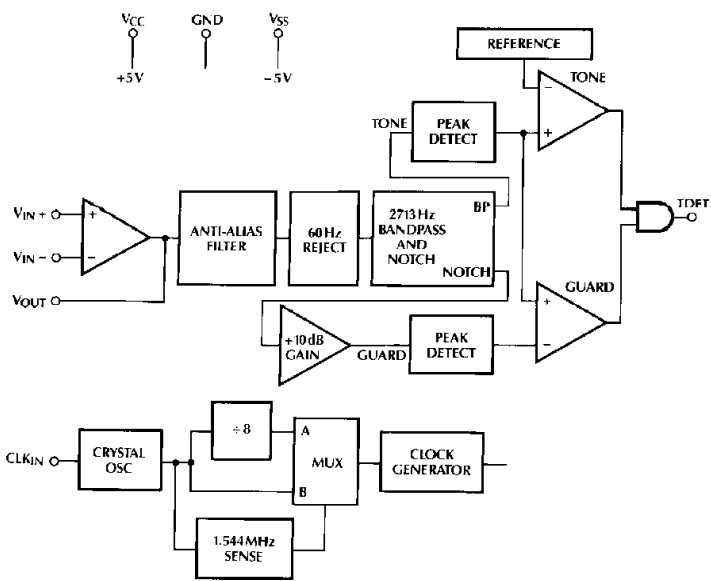 VCC GND VSS
+5V -5V
REFERENCE
TONE
-
+
TONE
PEAK
DETECT
VIN +
+
VIN -
-
VOUT
ANTI-ALIAS
FILTER
60Hz
REJECT
2713Hz
BANDPASS
AND
NOTCH
BP
NOTCH
TDET
GUARD
+
-
+10dB
GAIN
GUARD
PEAK
DETECT
CLKIN
CRYSTAL
OSC
÷8
A
MUX
B
CLOCK
GENERATOR
1.544MHz
SENSE